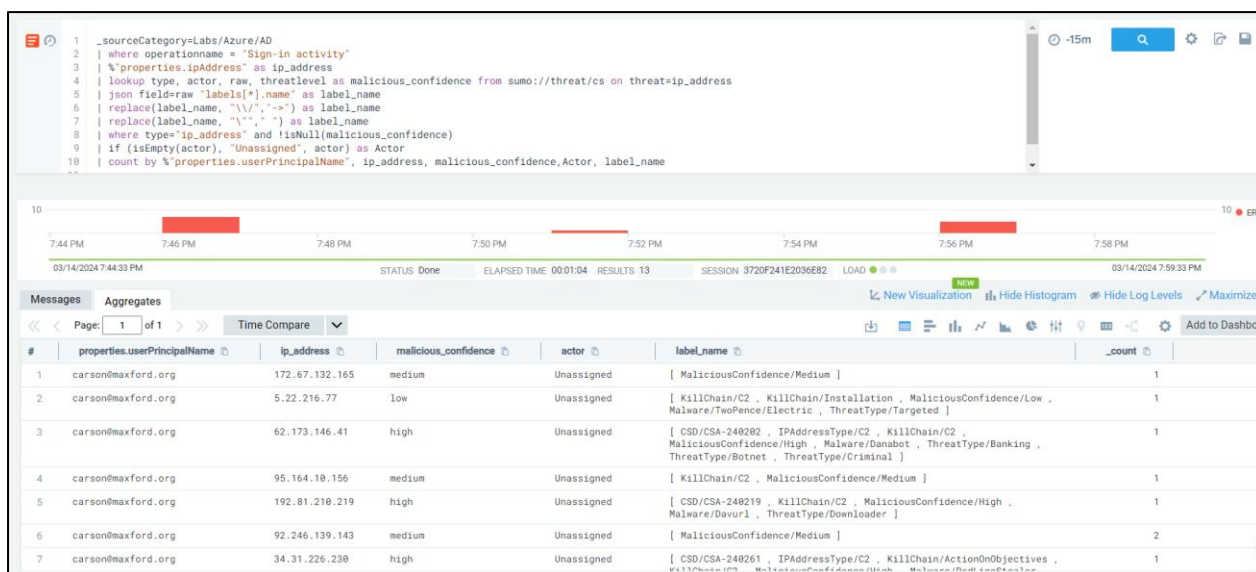 1 _sourceCategory=Labs/Azure/AD
2 | where operationname = "Sign-in activity"
3 | %"properties.ipAddress" as ip_address
4 | lookup type, actor, raw, threatlevel as malicious_confidence from sumo://threat/cs on threat=ip_address
5 | json field=raw "labels[*].name" as label_name
6 | replace(label_name, "\\/","->") as label_name
7 | replace(label_name, "\""," ") as label_name
8 | where type="ip_address" and !isNull(malicious_confidence)
9 | if (isEmpty(actor), "Unassigned", actor) as Actor
10 | count by %"properties.userPrincipalName", ip_address, malicious_confidence,Actor, label_name
-15m
10 10 10 ER
7:44 PM 7:46 PM 7:48 PM 7:50 PM 7:52 PM 7:54 PM 7:56 PM 7:58 PM
03/14/2024 7:44:33 PM STATUS Done ELAPSED TIME 00:01:04 RESULTS 13 SESSION 3720F241E2036E82 LOAD 03/14/2024 7:59:33 PM
NEW
Messages Aggregates New Visualization Hide Histogram Hide Log Levels Maximize
Page: 1 of 1 Time Compare Add to Dashbo
# properties.userPrincipalName ip_address malicious_confidence actor label_name _count
1 carson@maxford.org 172.67.132.165 medium Unassigned [ MaliciousConfidence/Medium ] 1
2 carson@maxford.org 5.22.216.77 low Unassigned [ KillChain/C2 , KillChain/Installation , MaliciousConfidence/Low , 1
Malware/TwoPence/Electric , ThreatType/Targeted ]
3 carson@maxford.org 62.173.146.41 high Unassigned [ CSD/CSA-240202 , IPAddressType/C2 , KillChain/C2 , 1
MaliciousConfidence/High , Malware/Danabot , ThreatType/Banking ,
ThreatType/Botnet , ThreatType/Criminal ]
4 carson@maxford.org 95.164.10.156 medium Unassigned [ KillChain/C2 , MaliciousConfidence/Medium ] 1
5 carson@maxford.org 192.81.210.219 high Unassigned [ CSD/CSA-240219 , KillChain/C2 , MaliciousConfidence/High , 1
Malware/Davurl , ThreatType/Downloader ]
6 carson@maxford.org 92.246.139.143 medium Unassigned [ MaliciousConfidence/Medium ] 2
7 carson@maxford.org 34.31.226.230 high Unassigned [ CSD/CSA-240261 , IPAddressType/C2 , KillChain/ActionOnObjectives , 1
KillChain/C2 , MaliciousConfidence/High , Malware/RedLineStealer